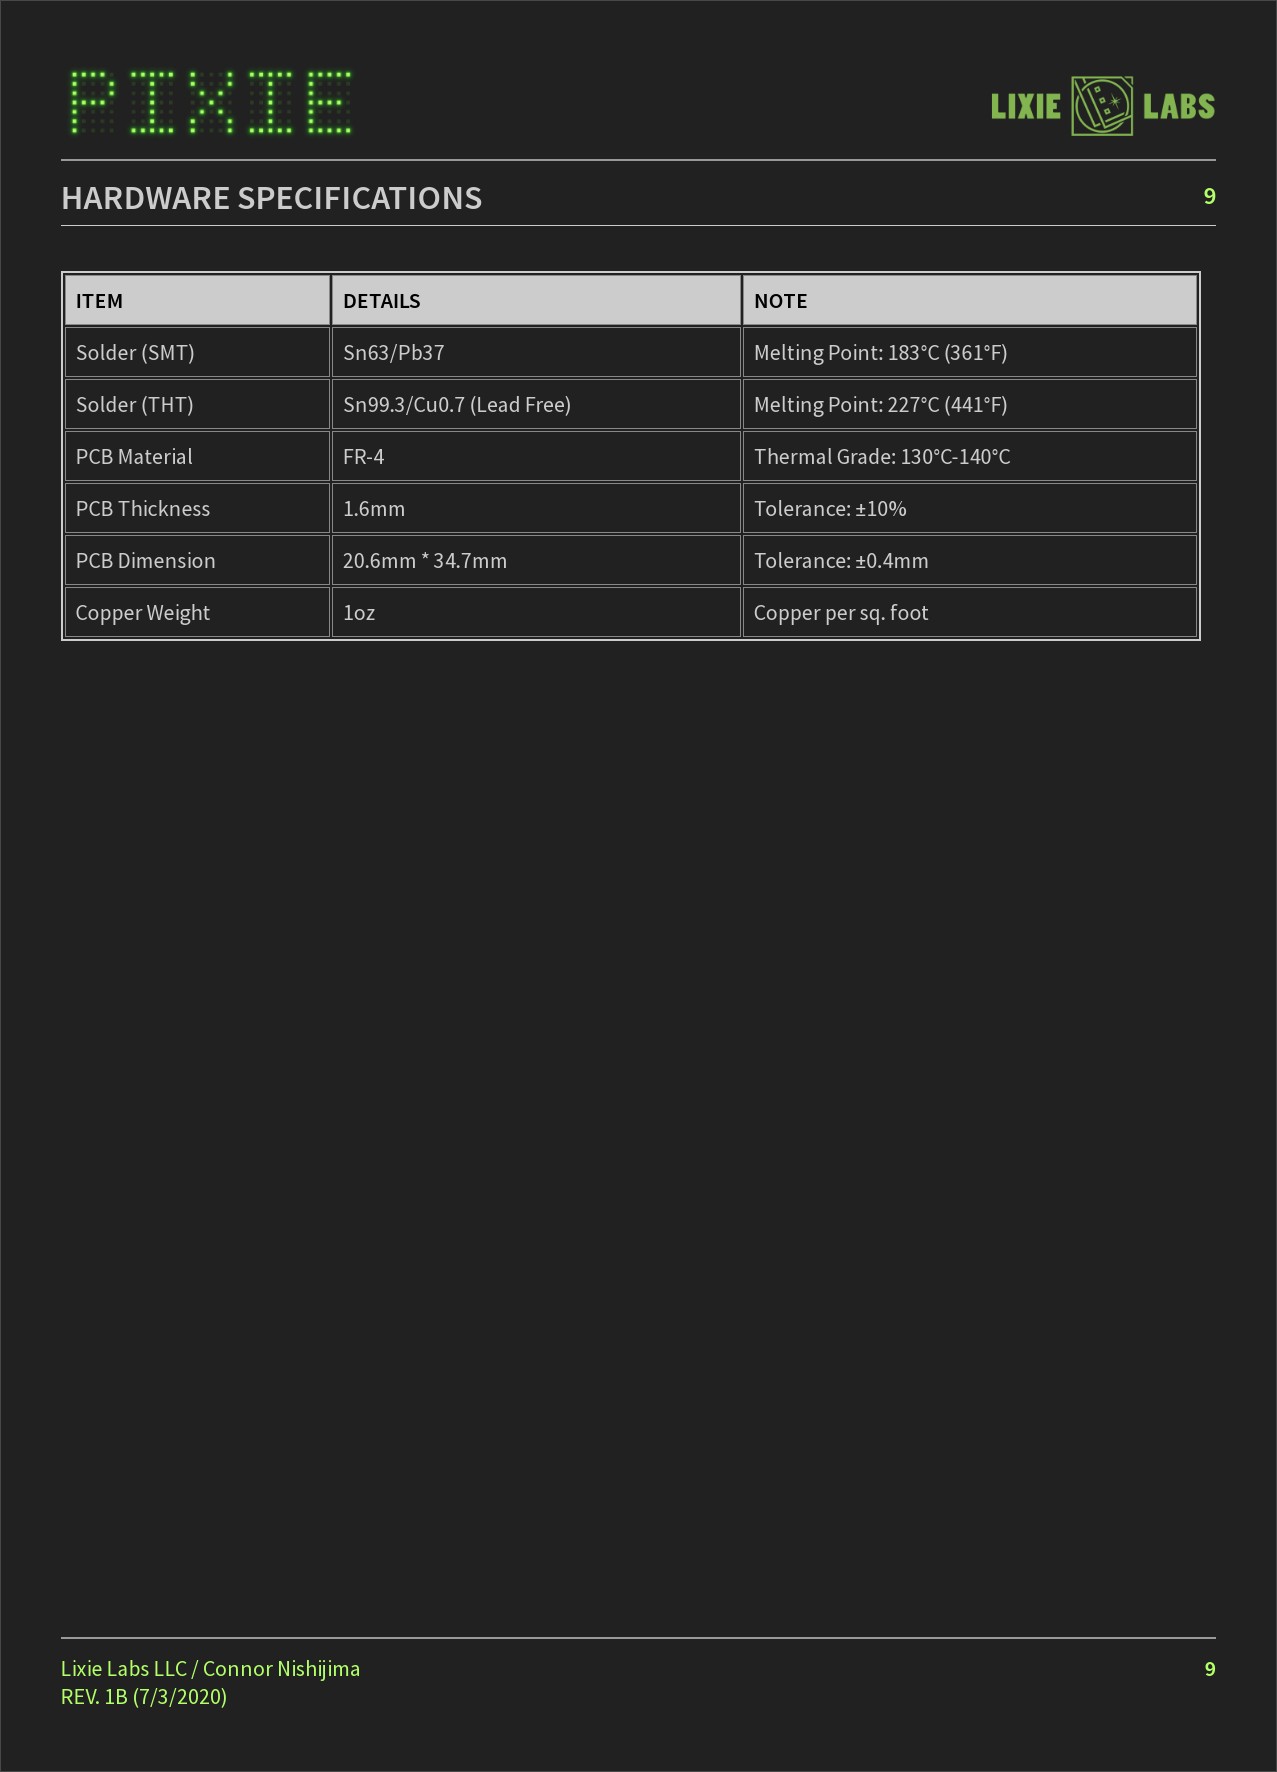 PIXIE
LIXIE LABS
HARDWARE SPECIFICATIONS 9
ITEM DETAILS NOTE
Solder (SMT) Sn63/Pb37 Melting Point: 183°C (361°F)
Solder (THT) Sn99.3/Cu0.7 (Lead Free) Melting Point: 227°C (441°F)
PCB Material FR-4 Thermal Grade: 130°C-140°C
PCB Thickness 1.6mm Tolerance: ±10%
PCB Dimension 20.6mm * 34.7mm Tolerance: ±0.4mm
Copper Weight 1oz Copper per sq. foot
Lixie Labs LLC / Connor Nishijima 9
REV. 1B (7/3/2020)